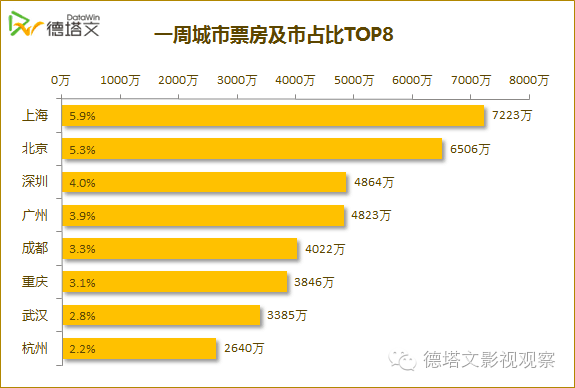 DataWin
德塔文
一周城市票房及市占比TOP8
0万 1000万 2000万 3000万 4000万 5000万 6000万 7000万 8000万
上海 5.9% 7223万
北京 5.3% 6506万
深圳 4.0% 4864万
广州 3.9% 4823万
成都 3.3% 4022万
重庆 3.1% 3846万
武汉 2.8% 3385万
杭州 2.2% 2640万
德塔文影视观察